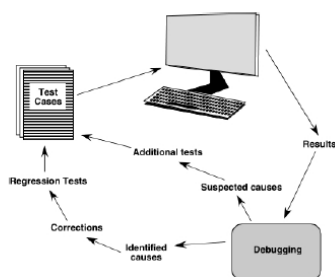 Test
Cases
Results
Additional tests
Suspected causes
Regression Tests
Corrections
Identified
causes
Debugging